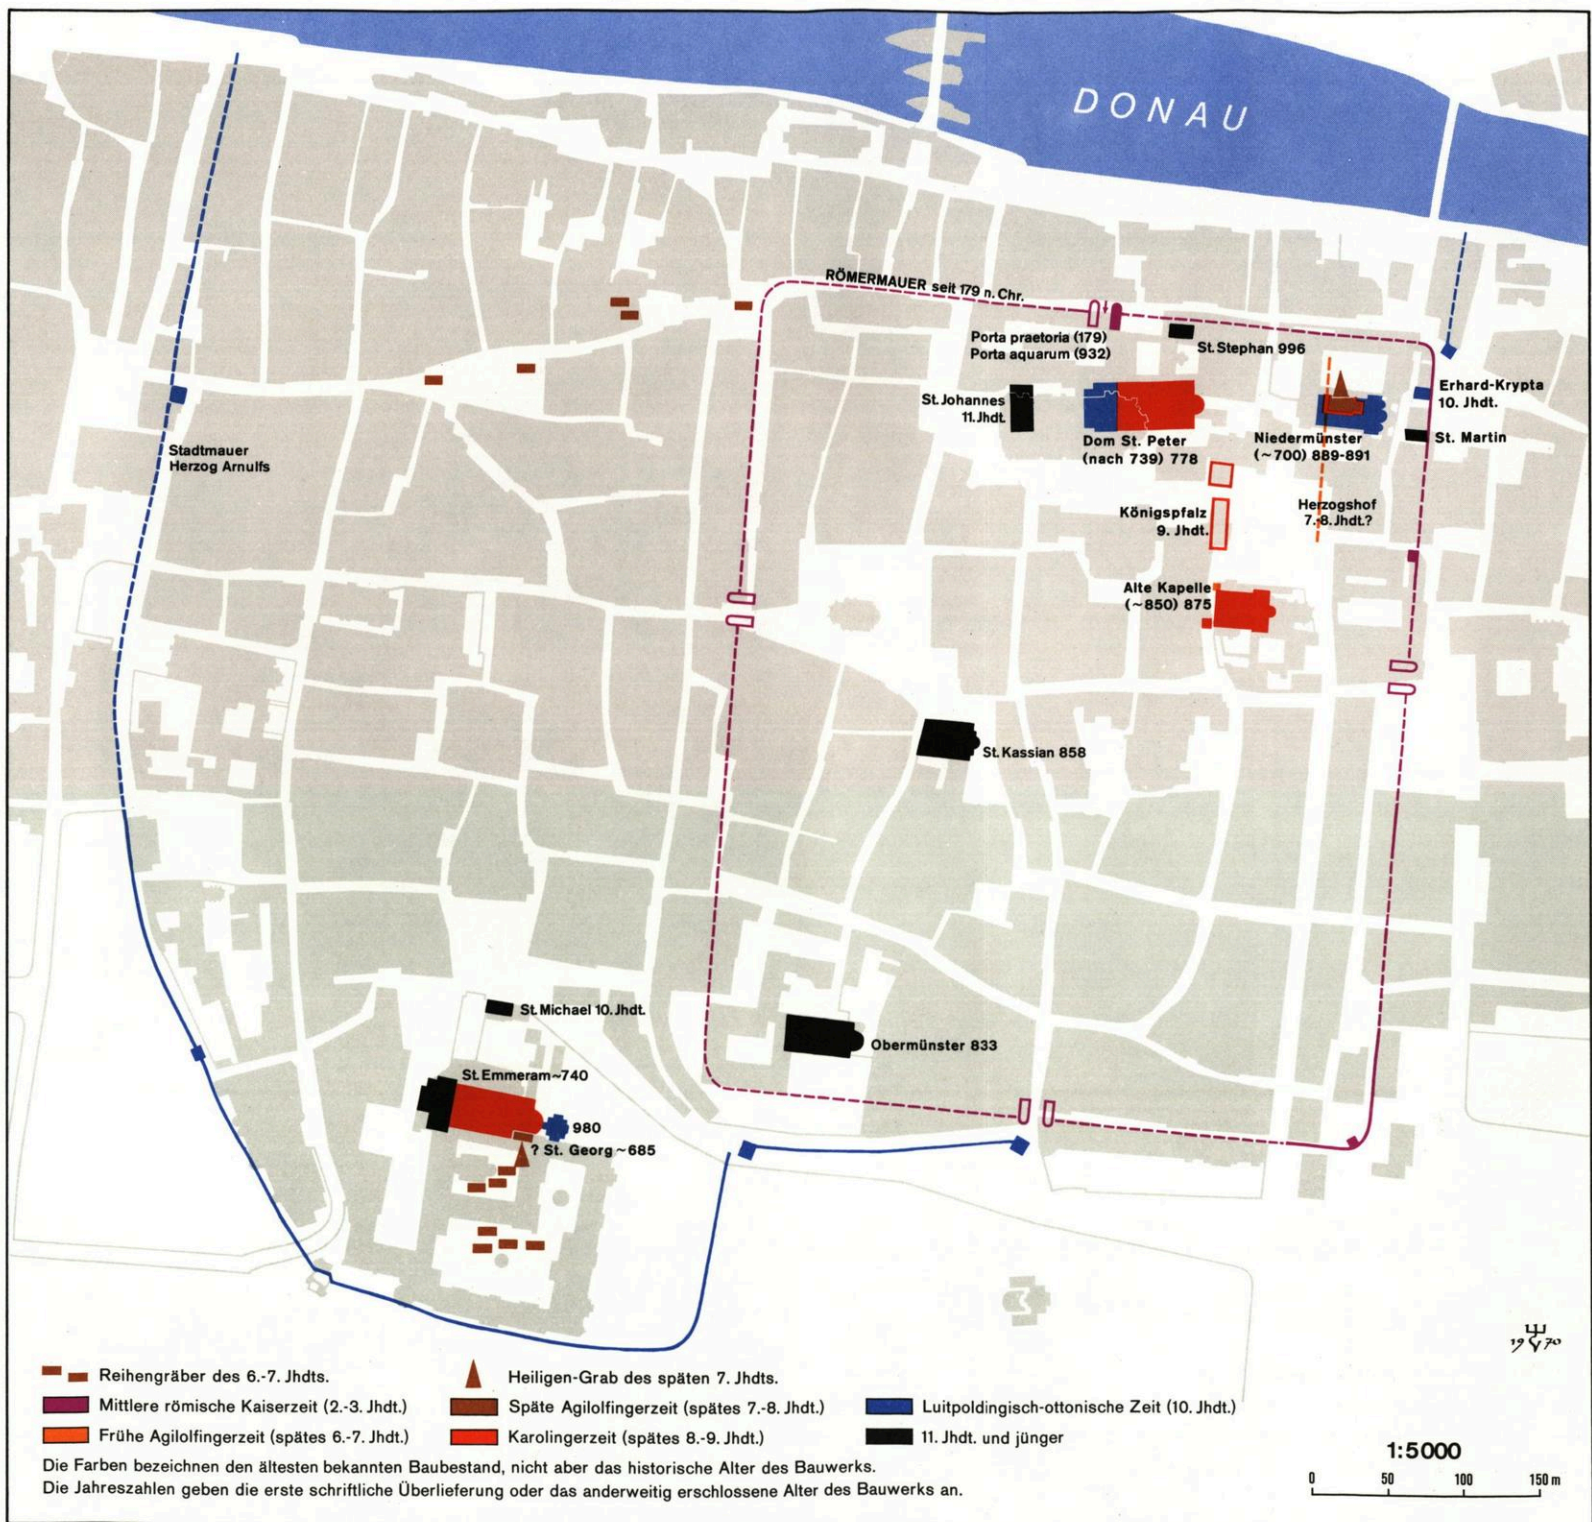 DONAU
RÖMERMAUER seit 179 n. Chr.
Porta praetoria (179)
Porta aquarum (932)
St. Stephan 996
St. Johannes
11. Jhdt.
Dom St. Peter
(nach 739) 778
Erhard-Krypta
10. Jhdt.
Niedermünster
(~700) 889-891
St. Martin
Stadtmauer
Herzog Arnulfs
Königspfalz
9. Jhdt.
Herzogshof
7.-8. Jhdt.?
Alte Kapelle
(~850) 875
St. Kassian 858
St. Michael 10. Jhdt.
Obermünster 833
St. Emmeram ~740
980
? St. Georg ~685
1970
Reihengräber des 6.-7. Jhdts.
Heiligen-Grab des späten 7. Jhdts.
Mittlere römische Kaiserzeit (2.-3. Jhdt.)
Späte Agilolfingerzeit (spätes 7.-8. Jhdt.)
Luitpoldingisch-ottonische Zeit (10. Jhdt.)
Frühe Agilolfingerzeit (spätes 6.-7. Jhdt.)
Karolingerzeit (spätes 8.-9. Jhdt.)
11. Jhdt. und jünger
Die Farben bezeichnen den ältesten bekannten Baubestand, nicht aber das historische Alter des Bauwerks.
Die Jahreszahlen geben die erste schriftliche Überlieferung oder das anderweitig erschlossene Alter des Bauwerks an.
1:5000
0 50 100 150 m